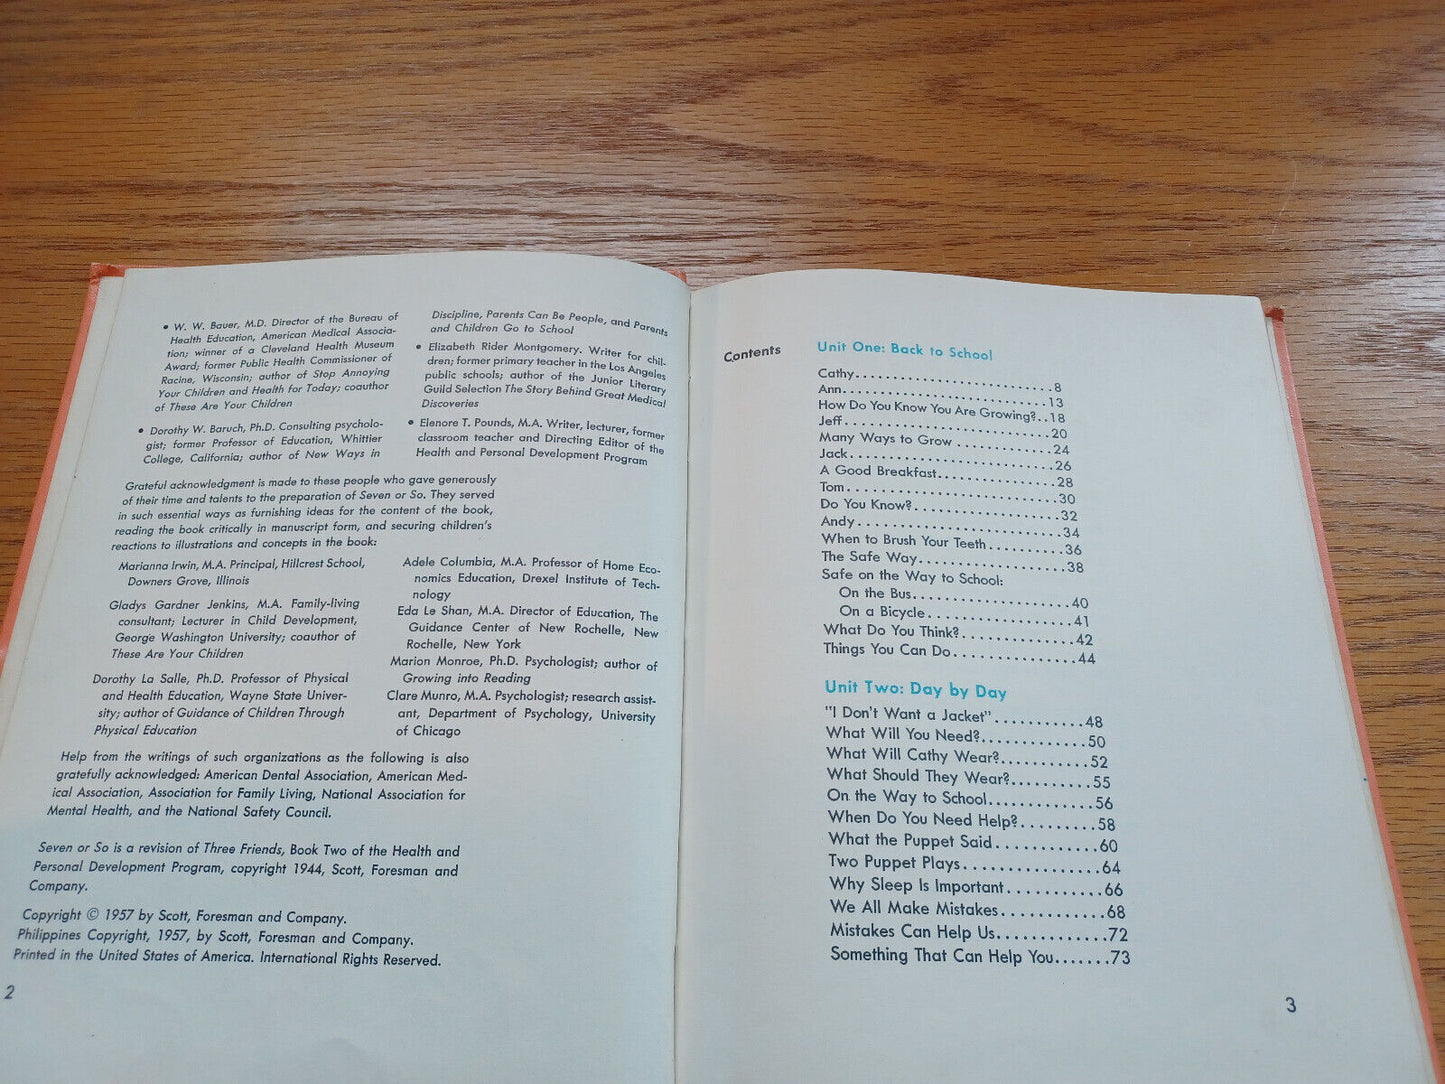 • W. W. Bauer, M.D. Director of the Bureau of
Health Education, American Medical Associa-
tion; winner of a Cleveland Health Museum
Award; former Public Health Commissioner of
Racine, Wisconsin; author of Stop Annoying
Your Children and Health for Today; coauthor
of These Are Your Children
• Dorothy W. Baruch, Ph.D. Consulting psycholo-
gist; former Professor of Education, Whittier
College, California; author of New Ways in
Discipline, Parents Can Be People, and Parents
and Children Go to School
• Elizabeth Rider Montgomery. Writer for chil-
dren; former primary teacher in the Los Angeles
public schools; author of the Junior Literary
Guild Selection The Story Behind Great Medical
Discoveries
• Elenore T. Pounds, M.A. Writer, lecturer, former
classroom teacher and Directing Editor of the
Health and Personal Development Program
Grateful acknowledgment is made to these people who gave generously
of their time and talents to the preparation of Seven or So. They served
in such essential ways as furnishing ideas for the content of the book,
reading the book critically in manuscript form, and securing children's
reactions to illustrations and concepts in the book:
Marianna Irwin, M.A. Principal, Hillcrest School,
Downers Grove, Illinois
Gladys Gardner Jenkins, M.A. Family-living
consultant; Lecturer in Child Development,
George Washington University; coauthor of
These Are Your Children
Dorothy La Salle, Ph.D. Professor of Physical
and Health Education, Wayne State Univer-
sity; author of Guidance of Children Through
Physical Education
Adele Columbia, M.A. Professor of Home Eco-
nomics Education, Drexel Institute of Tech-
nology
Eda Le Shan, M.A. Director of Education, The
Guidance Center of New Rochelle, New
Rochelle, New York
Marion Monroe, Ph.D. Psychologist; author of
Growing into Reading
Clare Munro, M.A. Psychologist; research assist-
ant, Department of Psychology, University
of Chicago
Help from the writings of such organizations as the following is also
gratefully acknowledged: American Dental Association, American Med-
ical Association, Association for Family Living, National Association for
Mental Health, and the National Safety Council.
Seven or So is a revision of Three Friends, Book Two of the Health and
Personal Development Program, copyright 1944, Scott, Foresman and
Company.
Copyright © 1957 by Scott, Foresman and Company.
Philippines Copyright, 1957, by Scott, Foresman and Company.
Printed in the United States of America. International Rights Reserved.
2
Contents
Unit One: Back to School
Cathy.........................8
Ann.........................13
How Do You Know You Are Growing?..18
Jeff.........................20
Many Ways to Grow............24
Jack.........................26
A Good Breakfast..............28
Tom.........................30
Do You Know?..................32
Andy.........................34
When to Brush Your Teeth..........36
The Safe Way..................38
Safe on the Way to School:
On the Bus...................40
On a Bicycle..................41
What Do You Think?..............42
Things You Can Do...............44
Unit Two: Day by Day
"I Don't Want a Jacket"...........48
What Will You Need?.............50
What Will Cathy Wear?...........52
What Should They Wear?..........55
On the Way to School.............56
When Do You Need Help?.........58
What the Puppet Said............60
Two Puppet Plays...............64
Why Sleep Is Important............66
We All Make Mistakes............68
Mistakes Can Help Us............72
Something That Can Help You.......73
3